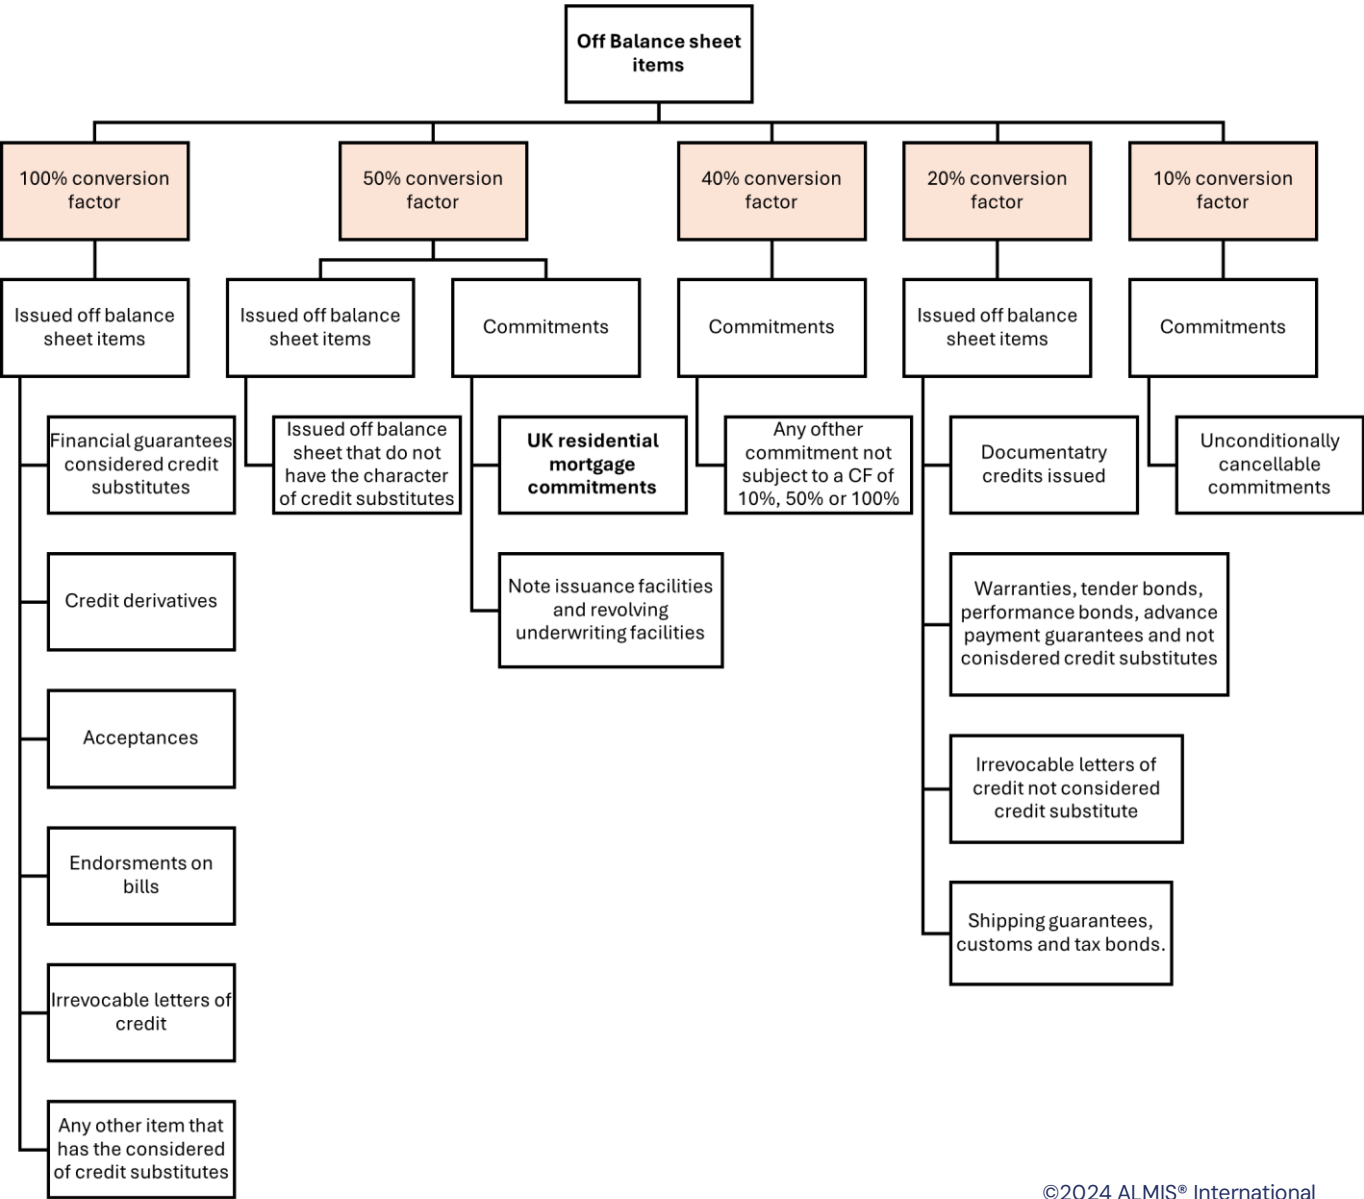 Off Balance sheet
items
100% conversion
factor
50% conversion
factor
40% conversion
factor
20% conversion
factor
10% conversion
factor
Issued off balance
sheet items
Issued off balance
sheet items
Commitments
Commitments
Issued off balance
sheet items
Commitments
Financial guarantees
considered credit
substitutes
Issued off balance
sheet that do not
have the character
of credit substitutes
UK residential
mortgage
commitments
Any ofther
commitment not
subject to a CF of
10%, 50% or 100%
Documentatry
credits issued
Unconditionally
cancellable
commitments
Credit derivatives
Note issuance facilities
and revolving
underwriting facilities
Warranties, tender bonds,
performance bonds, advance
payment guarantees and not
conisdered credit substitutes
Acceptances
Irrevocable letters of
credit not considered
credit substitute
Endorsments on
bills
Shipping guarantees,
customs and tax bonds.
Irrevocable letters of
credit
Any other item that
has the considered
of credit substitutes
©2024 ALMIS® International